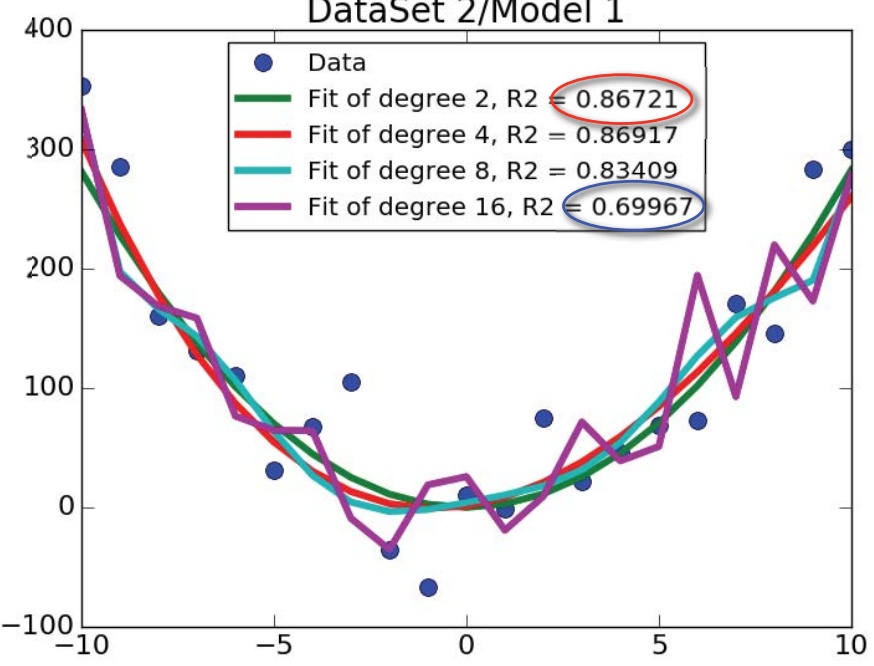 DataSet 2/Model 1
400
300
200
100
0
−100
Data
Fit of degree 2, R2 = 0.86721
Fit of degree 4, R2 = 0.86917
Fit of degree 8, R2 = 0.83409
Fit of degree 16, R2 = 0.69967
−10
−5
0
5
10